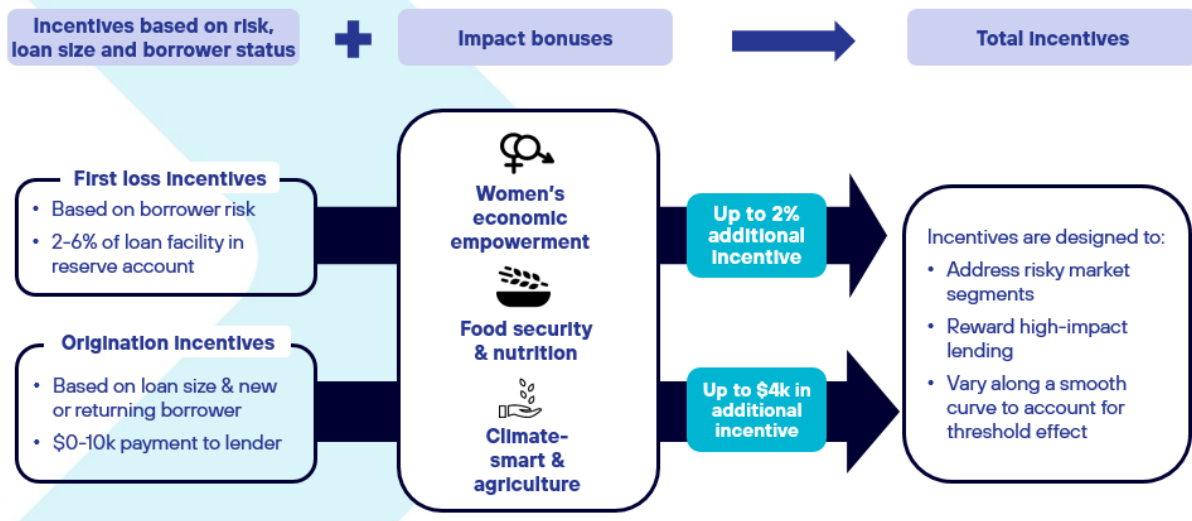 Incentives based on risk,
loan size and borrower status
Impact bonuses
Total incentives
First loss incentives
• Based on borrower risk
• 2-6% of loan facility in
reserve account
Origination incentives
• Based on loan size & new
or returning borrower
• $0-10k payment to lender
Women's
economic
empowerment
Food security
& nutrition
Climate-
smart &
agriculture
Up to 2%
additional
incentive
Up to $4k in
additional
incentive
Incentives are designed to:
• Address risky market
segments
• Reward high-impact
lending
• Vary along a smooth
curve to account for
threshold effect